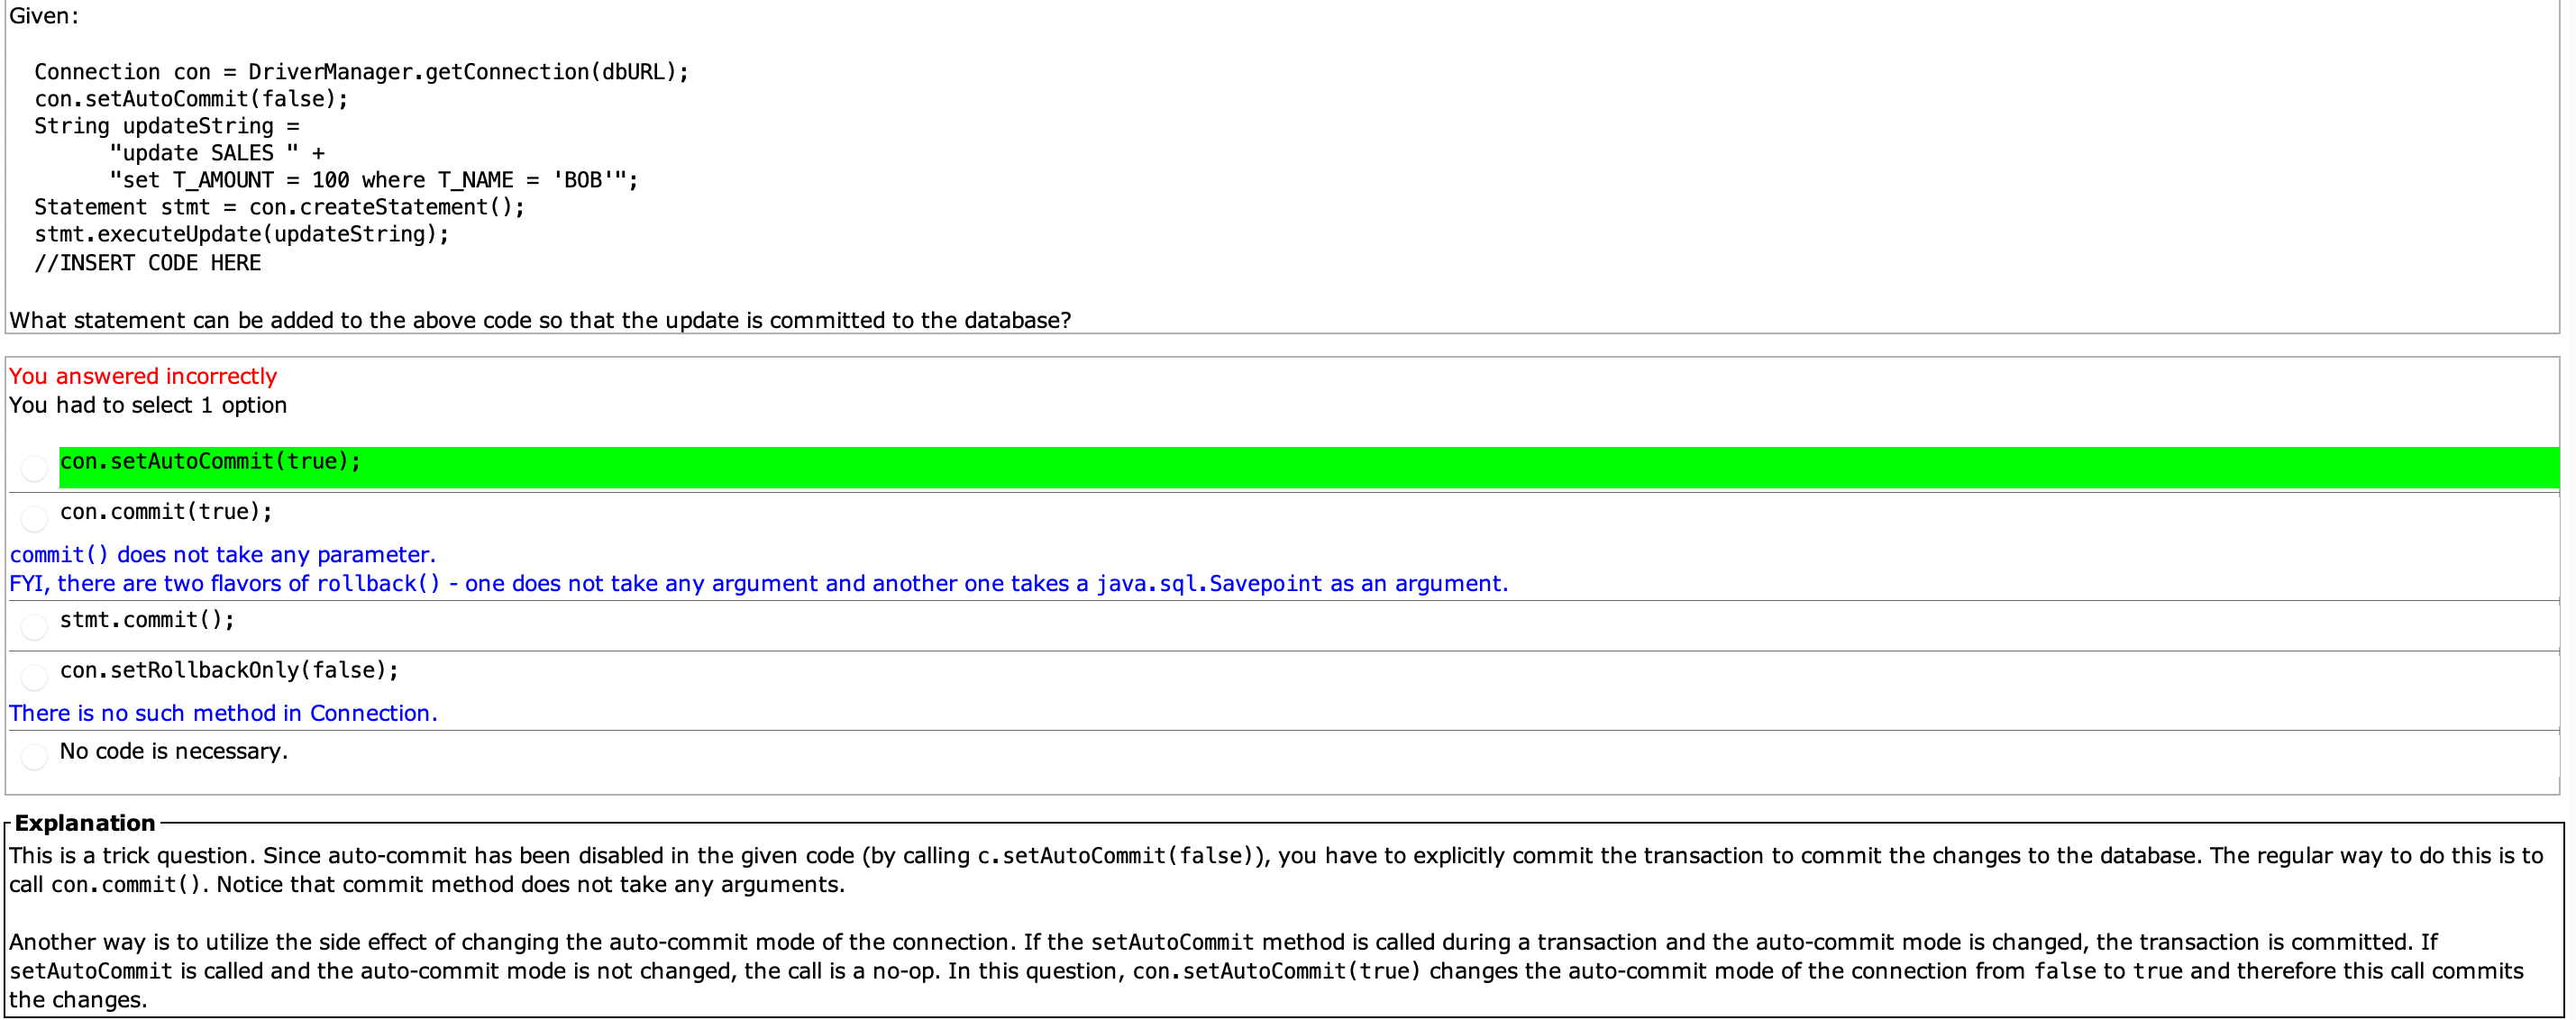 Given:
Connection con = DriverManager.getConnection(dbURL);
con.setAutoCommit(false);
String updateString =
"update SALES " +
"set T_AMOUNT = 100 where T_NAME = 'BOB'";
Statement stmt = con.createStatement();
stmt.executeUpdate(updateString);
//INSERT CODE HERE
What statement can be added to the above code so that the update is committed to the database?
You answered incorrectly
You had to select 1 option
con.setAutoCommit(true);
con.commit(true);
commit() does not take any parameter.
FYI, there are two flavors of rollback() - one does not take any argument and another one takes a java.sql.Savepoint as an argument.
stmt.commit();
con.setRollbackOnly(false);
There is no such method in Connection.
No code is necessary.
Explanation
This is a trick question. Since auto-commit has been disabled in the given code (by calling c.setAutoCommit(false)), you have to explicitly commit the transaction to commit the changes to the database. The regular way to do this is to
call con.commit(). Notice that commit method does not take any arguments.
Another way is to utilize the side effect of changing the auto-commit mode of the connection. If the setAutoCommit method is called during a transaction and the auto-commit mode is changed, the transaction is committed. If
setAutoCommit is called and the auto-commit mode is not changed, the call is a no-op. In this question, con.setAutoCommit(true) changes the auto-commit mode of the connection from false to true and therefore this call commits
the changes.